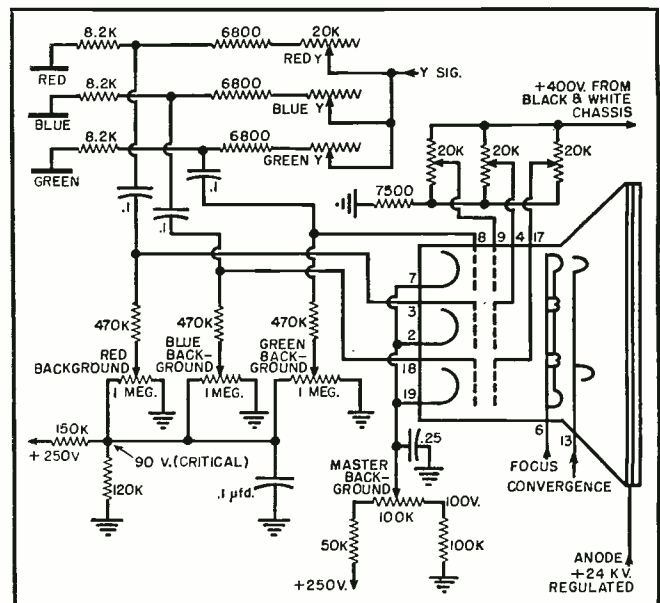 8.2K 6800 20K
RED RED Y
Y SIG.
8.2K 6800
BLUE BLUE Y
8.2K 6800
GREEN GREEN Y
+400V. FROM
BLACK & WHITE
CHASSIS
20K 20K 20K
7500
.1
.1
.1
8 9 4 17
7
3
2
18
19
470K 470K 470K
RED
BACKGROUND
BLUE
BACK-
GROUND
GREEN
BACK-
GROUND
1 MEG. 1 MEG. 1 MEG.
150K
+ 250V
90 V. (CRITICAL)
120K
.1 µfd.
.25
6 13
FOCUS
CONVERGENCE
MASTER
BACK-
GROUND
100V.
100K
50K 100K
+250V.
ANODE
+24 KV.
REGULATED